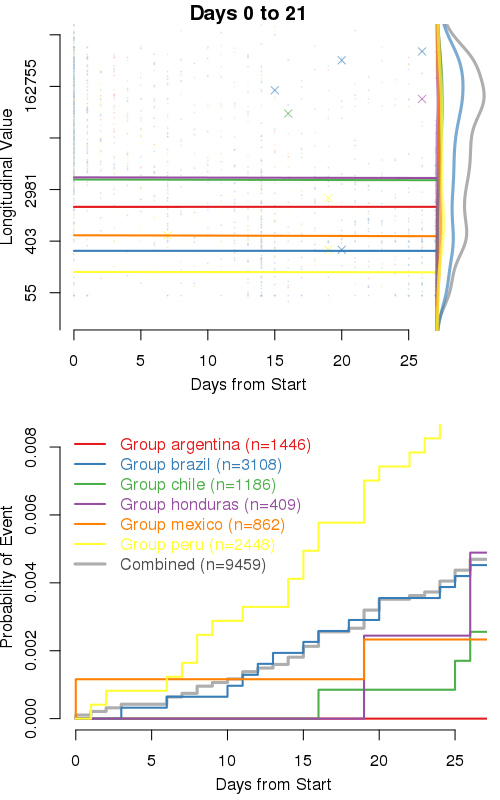 Days 0 to 21
Longitudinal Value
162755
2981
403
55
0 5 10 15 20 25
Days from Start
Probability of Event
0.008
0.006
0.004
0.002
0.000
Group argentina (n=1446)
Group brazil (n=3108)
Group chile (n=1186)
Group honduras (n=409)
Group mexico (n=862)
Group peru (n=2448)
Combined (n=9459)
0 5 10 15 20 25
Days from Start